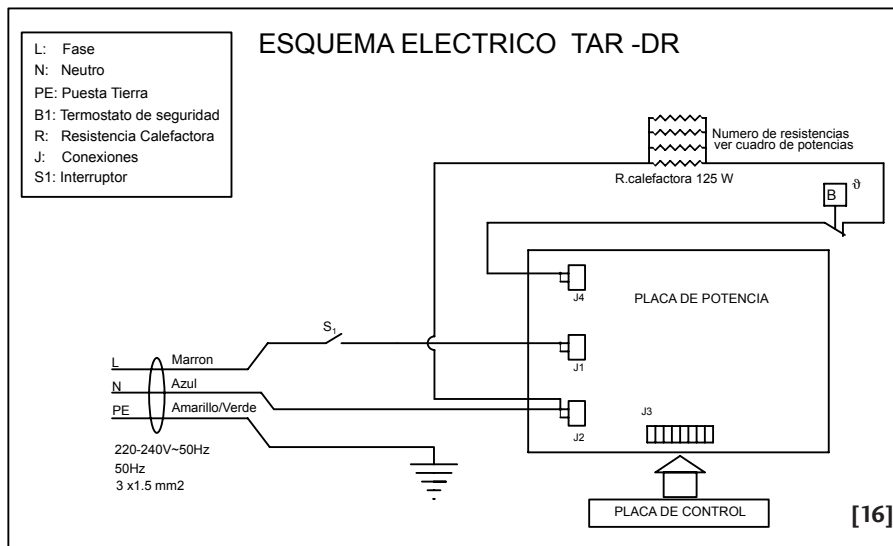 ESQUEMA ELECTRICO TAR -DR
L: Fase
N: Neutro
PE: Puesta Tierra
B1: Termostato de seguridad
R: Resistencia Calefactora
J: Conexiones
S1: Interruptor
Numero de resistencias
ver cuadro de potencias
R.calefactora 125 W
B ϑ
J4
PLACA DE POTENCIA
S1
J1
L Marron
N Azul
PE Amarillo/Verde
J2
J3
220-240V~50Hz
50Hz
3 x1.5 mm2
PLACA DE CONTROL
[16]